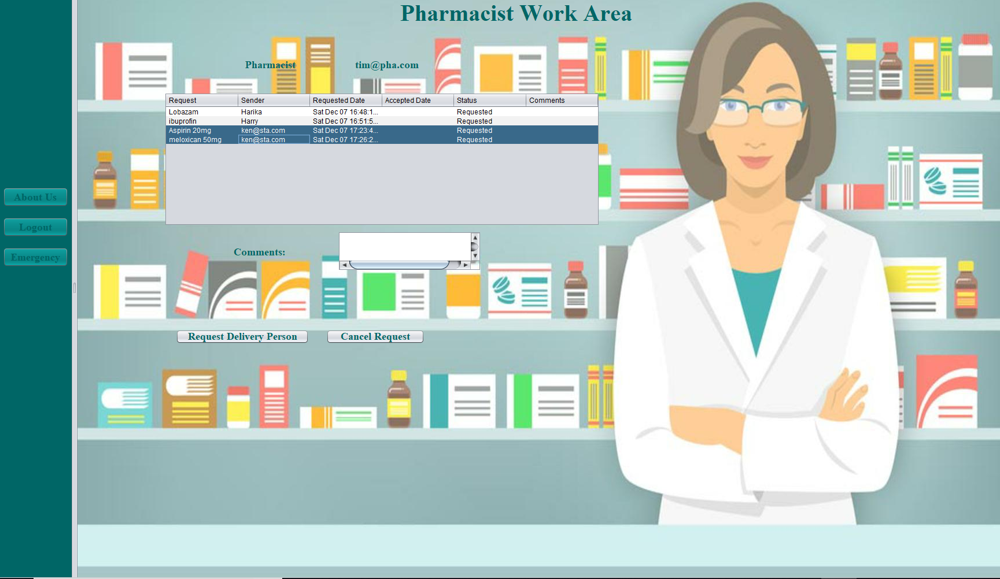 Pharmacist Work Area
Pharmacist tim@pha.com
Request Sender Requested Date Accepted Date Status Comments
Lobazam Harika Sat Dec 07 16:48:1... Requested
ibuprofin Harry Sat Dec 07 16:51:5... Requested
Aspirin 20mg ken@sta.com Sat Dec 07 17:23:4... Requested
meloxican 50mg ken@sta.com Sat Dec 07 17:26:2... Requested
About Us
Logout
Emergency
Comments:
Request Delivery Person Cancel Request